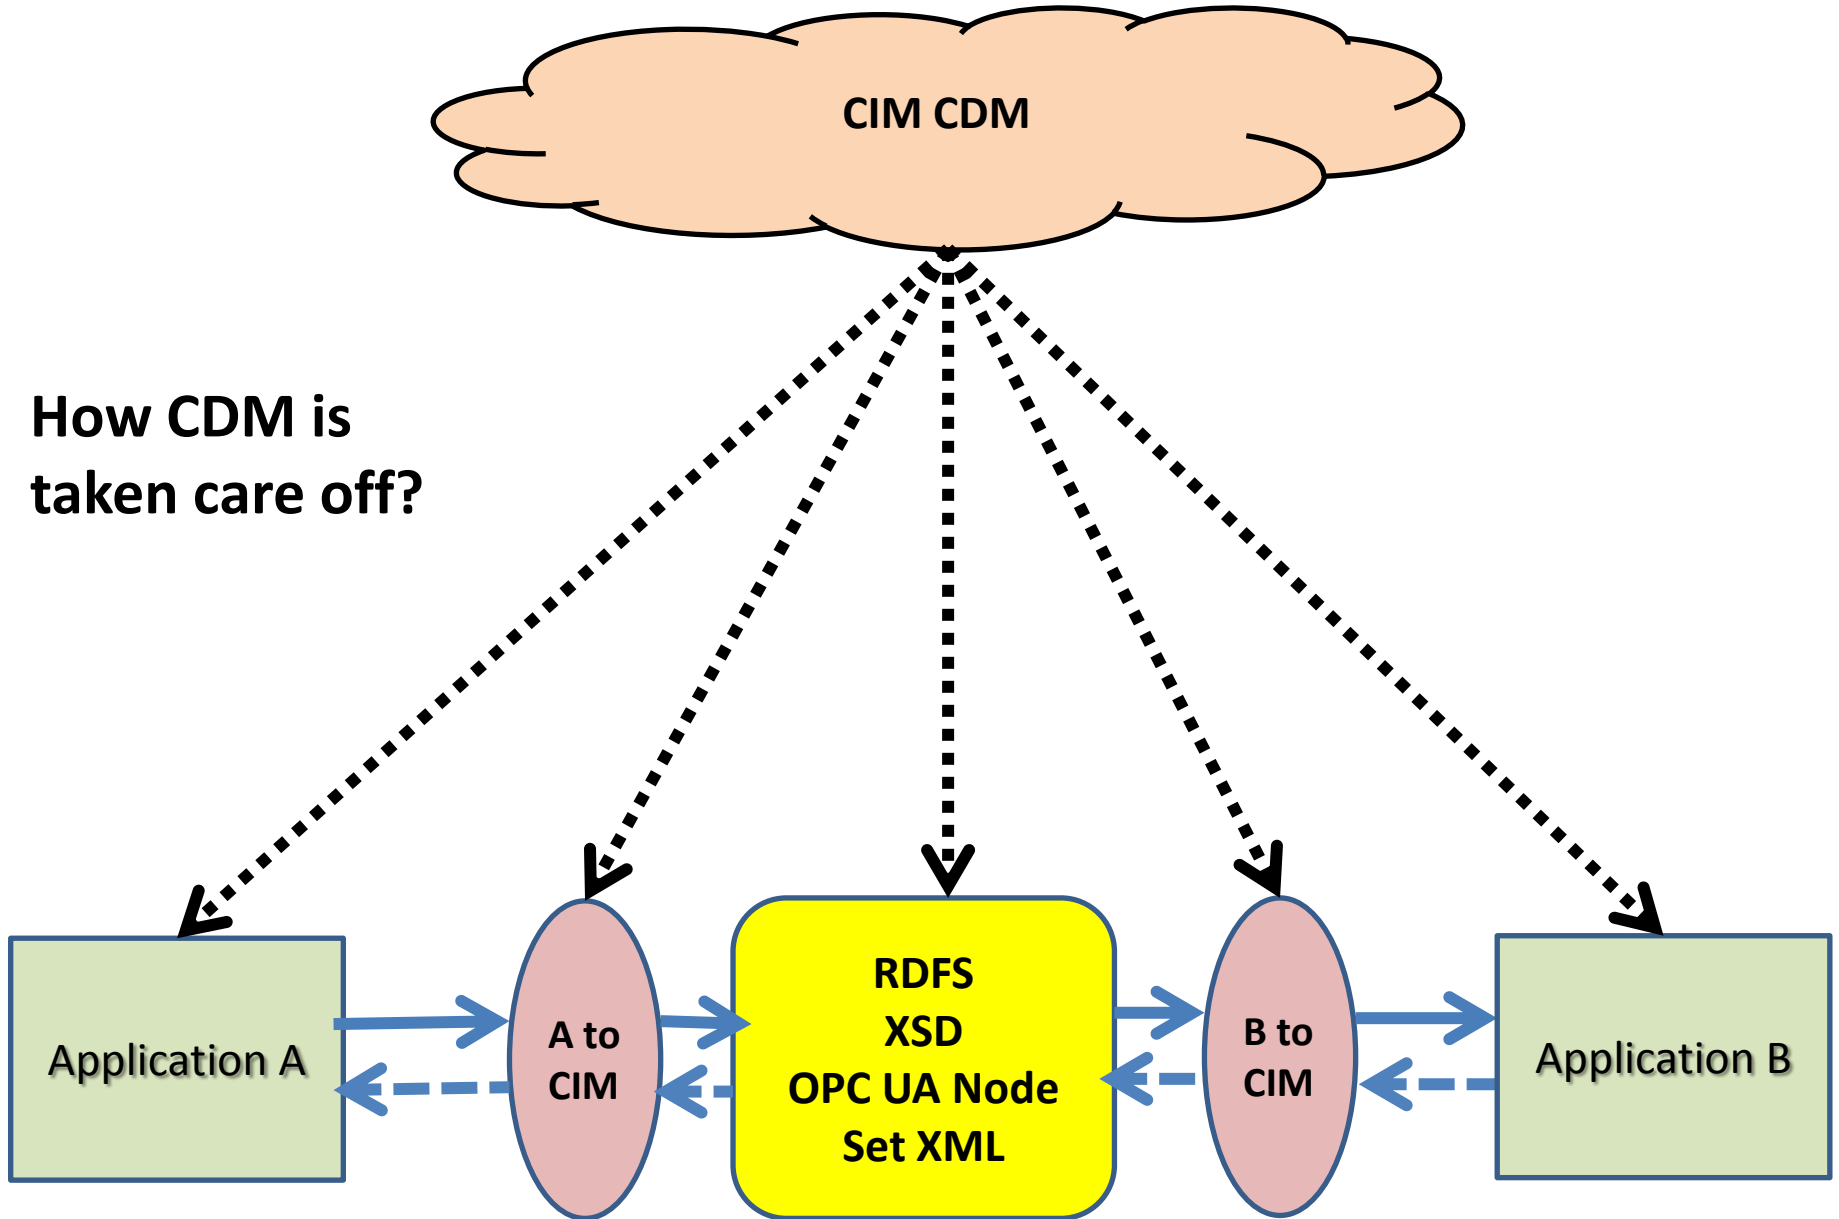 CIM CDM
How CDM is
taken care off?
Application A
A to
CIM
RDFS
XSD
OPC UA Node
Set XML
B to
CIM
Application B